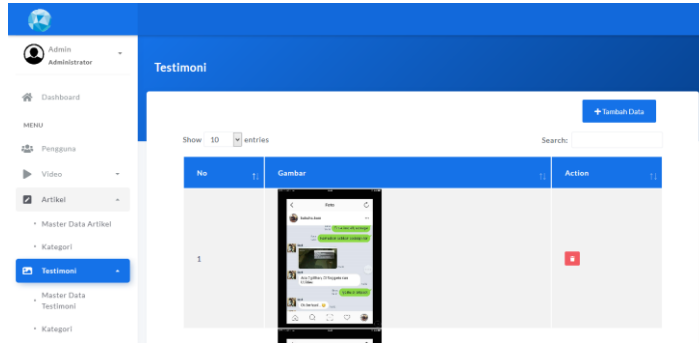 Admin
Administrator
Testimoni
Dashboard
+ Tambah Data
MENU
Show 10 entries
Search:
Pengguna
Video
No
Gambar
Action
Artikel
Master Data Artikel
Kategori
1
Testimoni
Master Data
Testimoni
Kategori